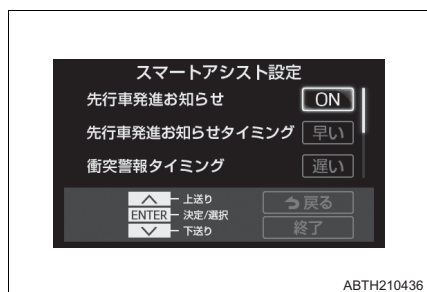 スマートアシスト設定
先行車発進お知らせ ON
先行車発進お知らせタイミング 早い
衝突警報タイミング 遅い
上送り
ENTER 決定/選択
下送り
戻る
終了
ABTH210436